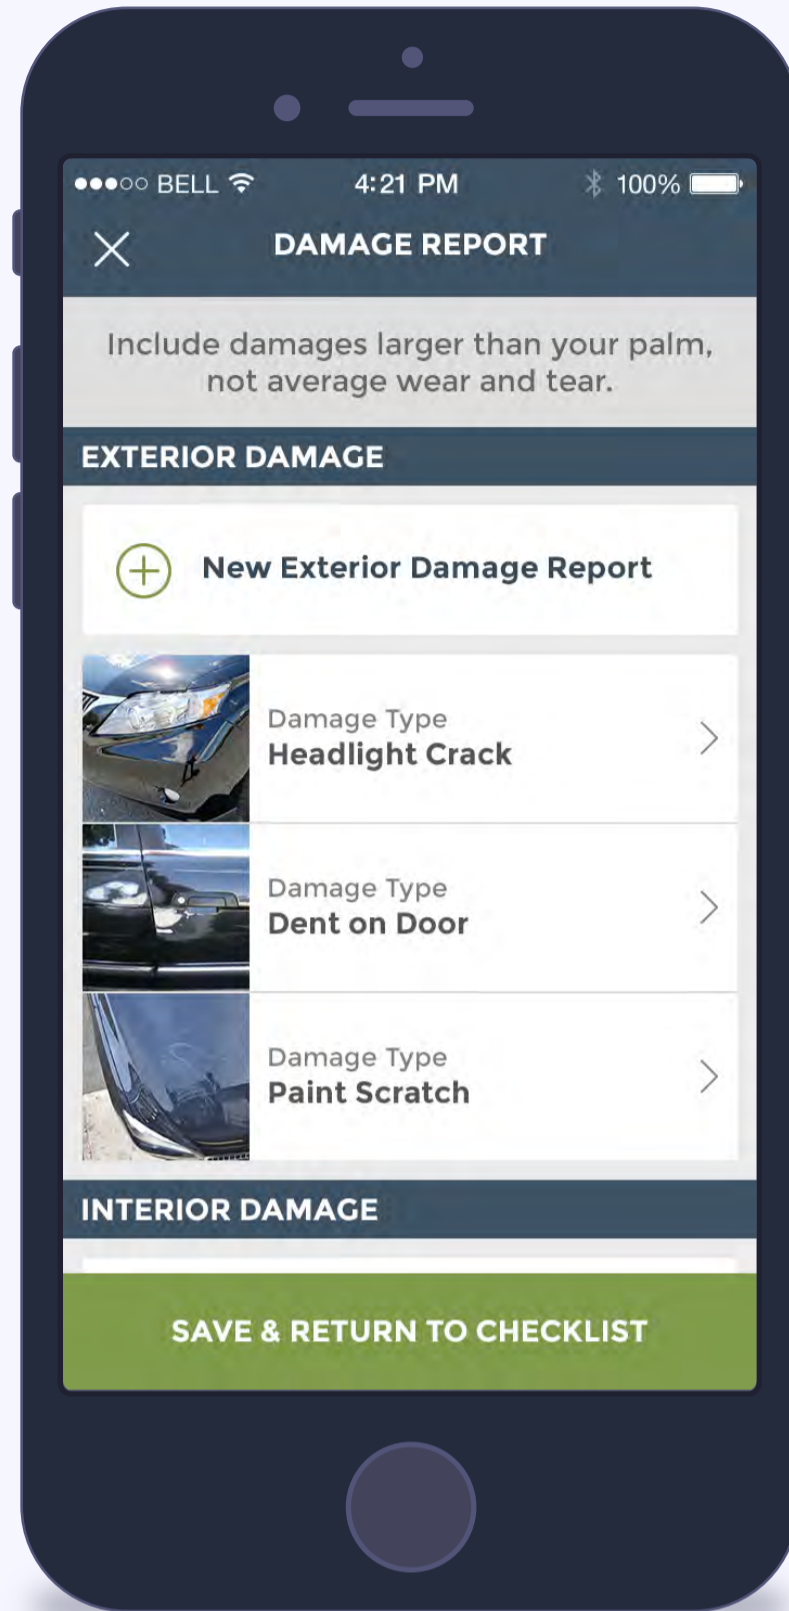 BELL 4:21 PM 100%
DAMAGE REPORT
Include damages larger than your palm,
not average wear and tear.
EXTERIOR DAMAGE
New Exterior Damage Report
Damage Type
Headlight Crack
Damage Type
Dent on Door
Damage Type
Paint Scratch
INTERIOR DAMAGE
SAVE & RETURN TO CHECKLIST